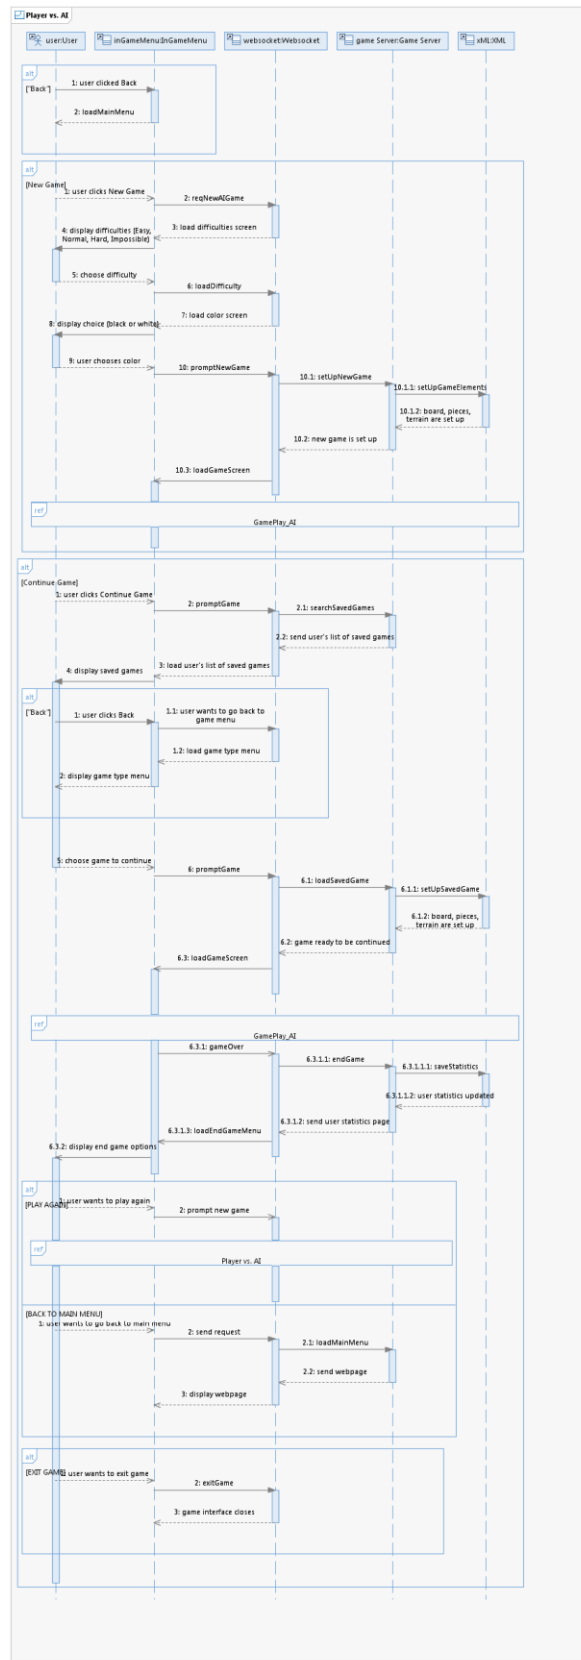 Player vs. AI
user:User
inGameMenu:InGameMenu
websocket:Websocket
game Server:Game Server
xML:XML
alt
["Back"]
1: user clicked Back
2: loadMainMenu
alt
[New Game]
1: user clicks New Game
2: reqNewAIGame
3: load difficulties screen
4: display difficulties (Easy,
Normal, Hard, Impossible)
5: choose difficulty
6: loadDifficulty
7: load color screen
8: display choice (black or white)
9: user chooses color
10: promptNewGame
10.1: setUpNewGame
10.1.1: setUpGameElements
10.1.2: board, pieces,
terrain are set up
10.2: new game is set up
10.3: loadGameScreen
ref
GamePlay_AI
alt
[Continue Game]
1: user clicks Continue Game
2: promptGame
2.1: searchSavedGames
2.2: send user's list of saved games
3: load user's list of saved games
4: display saved games
alt
["Back"]
1: user clicks Back
1.1: user wants to go back to
game menu
1.2: load game type menu
2: display game type menu
5: choose game to continue
6: promptGame
6.1: loadSavedGame
6.1.1: setUpSavedGame
6.1.2: board, pieces,
terrain are set up
6.2: game ready to be continued
6.3: loadGameScreen
ref
GamePlay_AI
6.3.1: gameOver
6.3.1.1: endGame
6.3.1.1.1: saveStatistics
6.3.1.1.2: user statistics updated
6.3.1.2: send user statistics page
6.3.1.3: loadEndGameMenu
6.3.2: display end game options
alt
[PLAY AGAIN]
1: user wants to play again
2: prompt new game
ref
Player vs. AI
[BACK TO MAIN MENU]
1: user wants to go back to main menu
2: send request
2.1: loadMainMenu
2.2: send webpage
3: display webpage
alt
[EXIT GAME]
1: user wants to exit game
2: exitGame
3: game interface closes